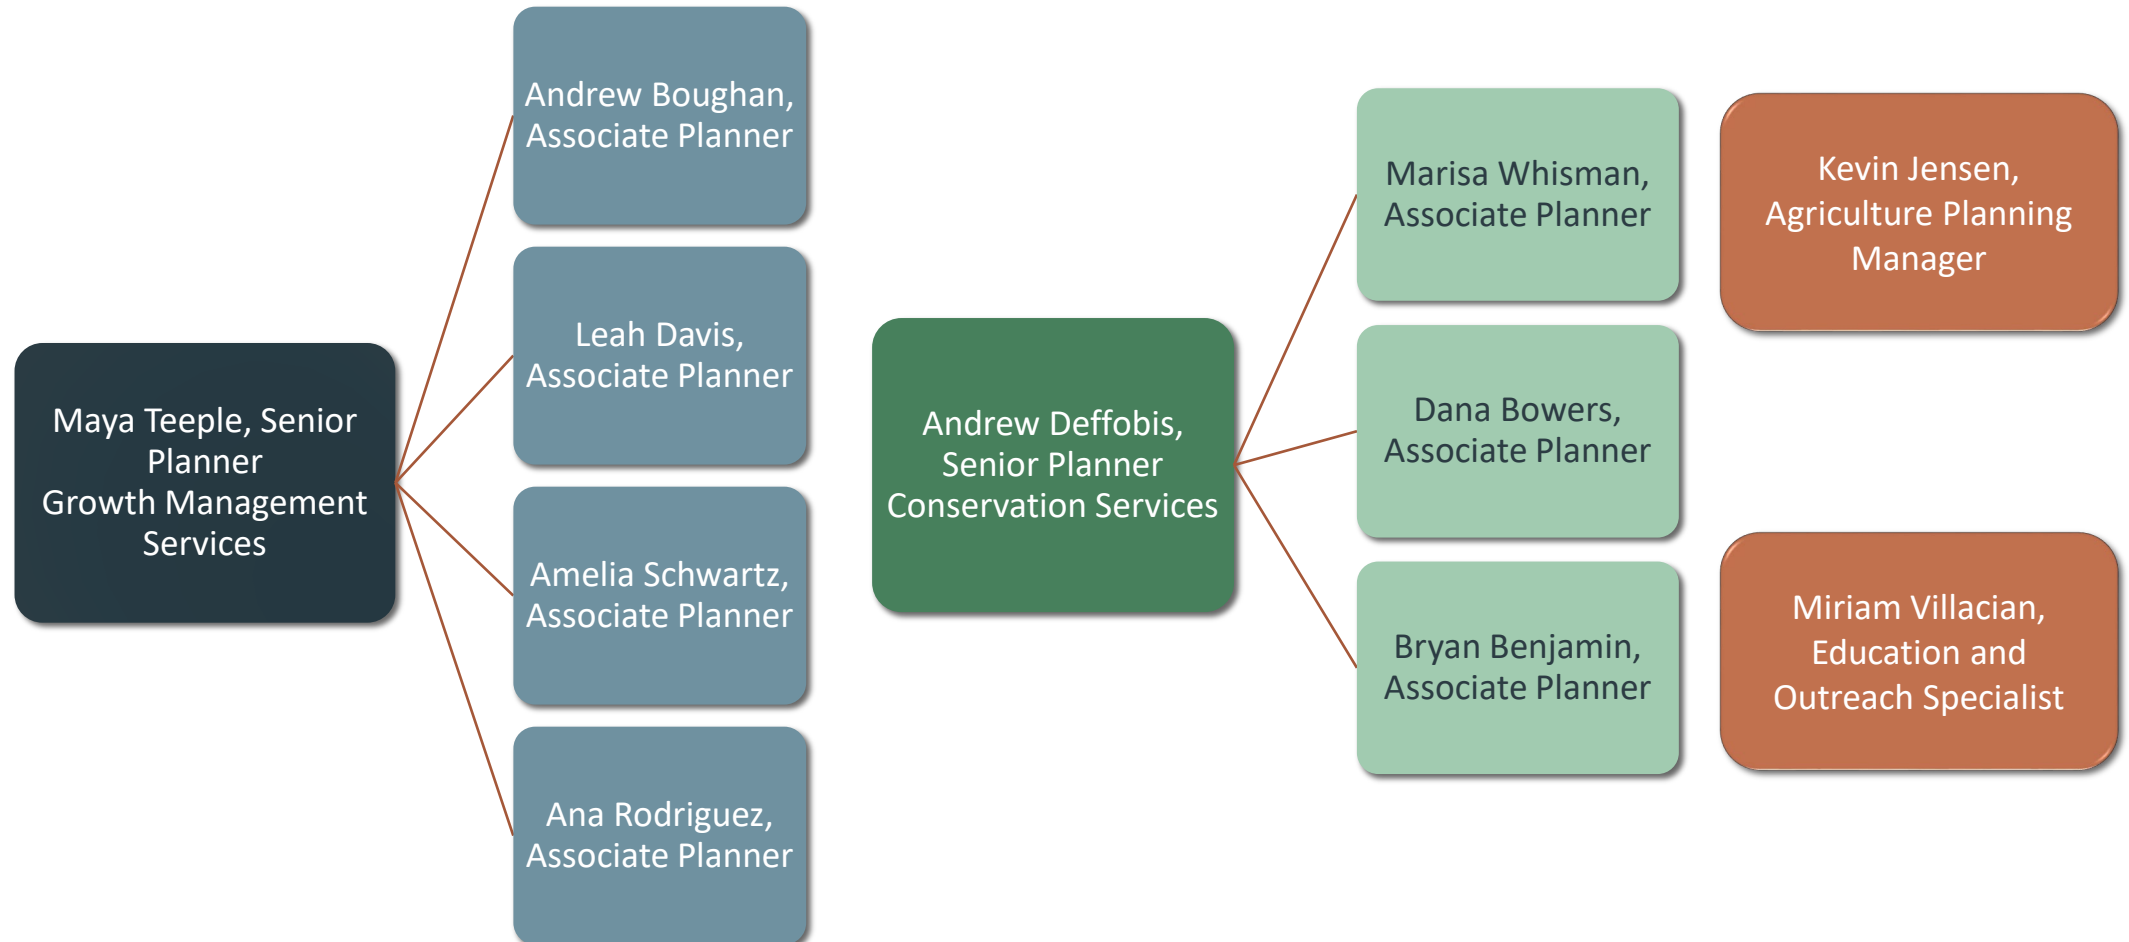 Maya Teeple, Senior
Planner
Growth Management
Services
Andrew Boughan,
Associate Planner
Leah Davis,
Associate Planner
Amelia Schwartz,
Associate Planner
Ana Rodriguez,
Associate Planner
Andrew Deffobis,
Senior Planner
Conservation Services
Marisa Whisman,
Associate Planner
Dana Bowers,
Associate Planner
Bryan Benjamin,
Associate Planner
Kevin Jensen,
Agriculture Planning
Manager
Miriam Villacian,
Education and
Outreach Specialist